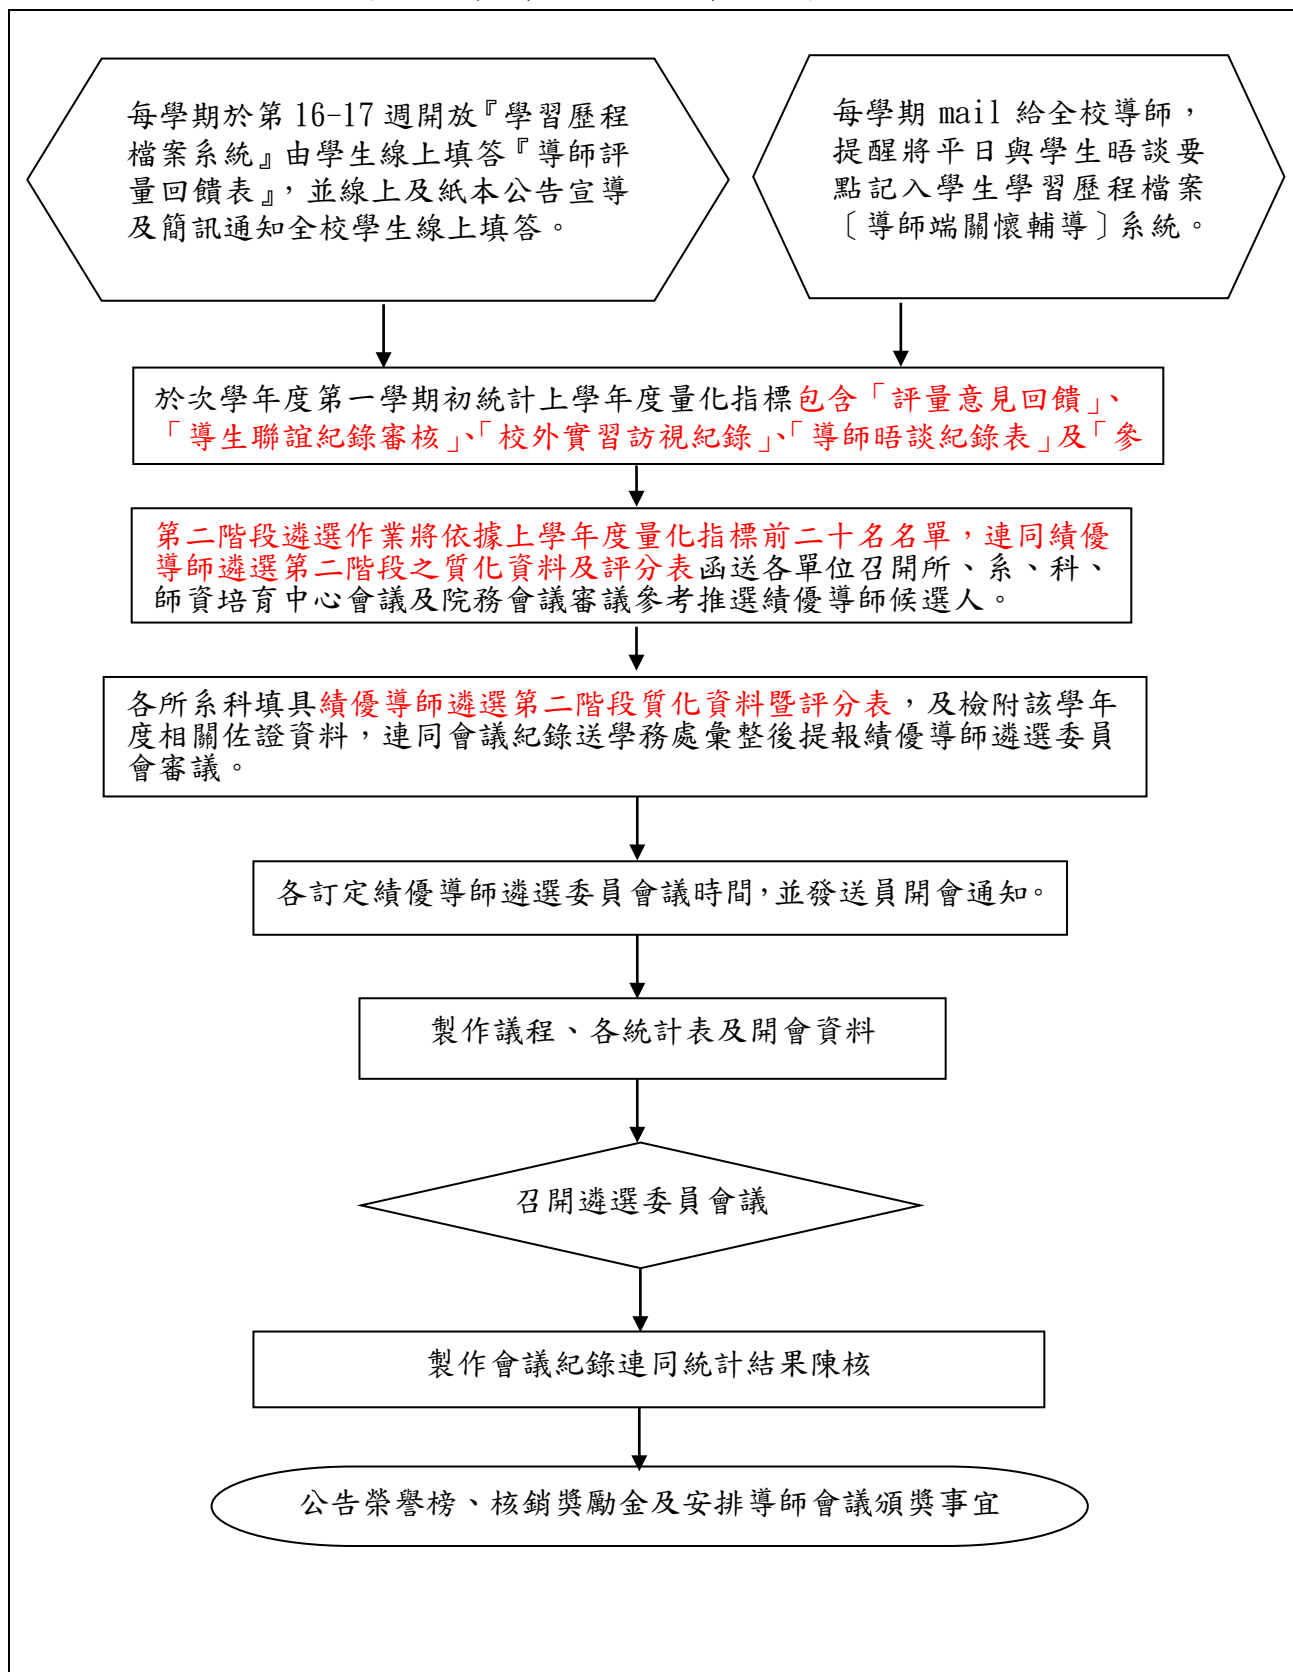 每學期於第 16-17 週開放『學習歷程
檔案系統』由學生線上填答『導師評
量回饋表』，並線上及紙本公告宣導
及簡訊通知全校學生線上填答。
每學期 mail 給全校導師，
提醒將平日與學生晤談要
點記入學生學習歷程檔案
〔導師端關懷輔導〕系統。
於次學年度第一學期初統計上學年度量化指標包含「評量意見回饋」、
「導生聯誼紀錄審核」、「校外實習訪視紀錄」、「導師晤談紀錄表」及「參
第二階段遴選作業將依據上學年度量化指標前二十名名單，連同績優
導師遴選第二階段之質化資料及評分表函送各單位召開所、系、科、
師資培育中心會議及院務會議審議參考推選績優導師候選人。
各所系科填具績優導師遴選第二階段質化資料暨評分表，及檢附該學年
度相關佐證資料，連同會議紀錄送學務處彙整後提報績優導師遴選委員
會審議。
各訂定績優導師遴選委員會議時間，並發送員開會通知。
製作議程、各統計表及開會資料
召開遴選委員會議
製作會議紀錄連同統計結果陳核
公告榮譽榜、核銷獎勵金及安排導師會議頒獎事宜